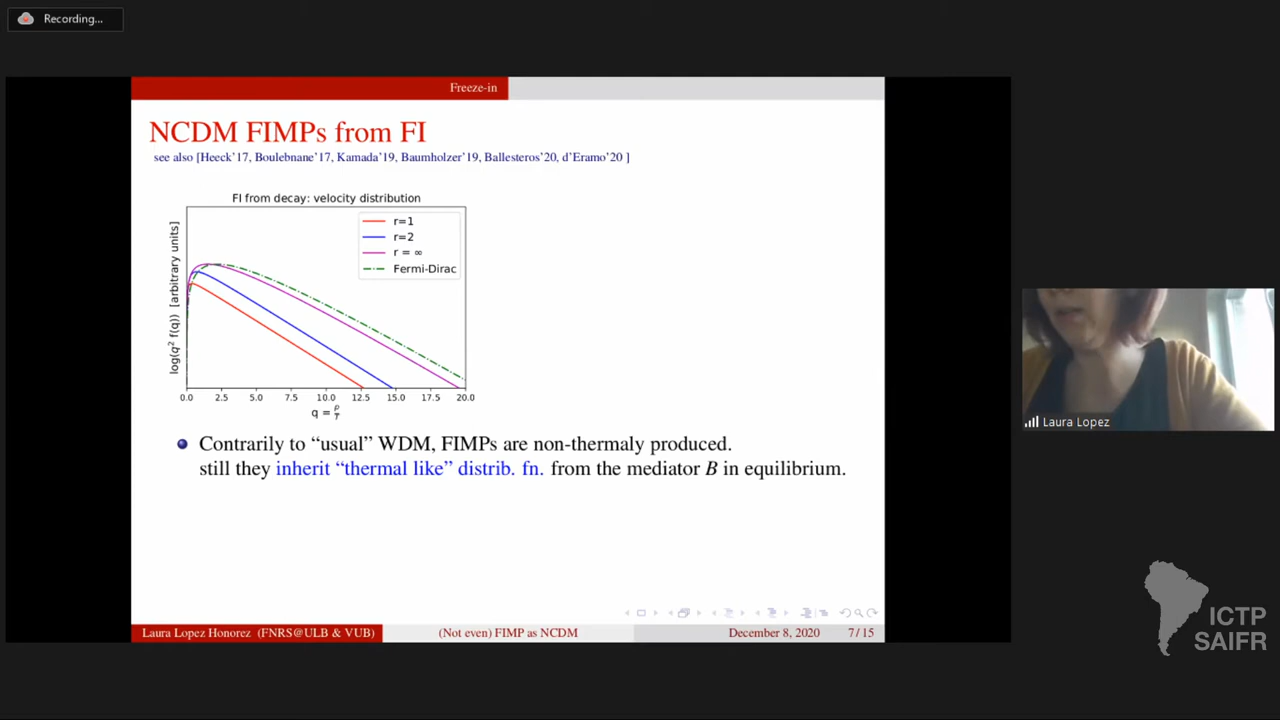 Recording...
Freeze-in
NCDM FIMPs from FI
see also [Heeck'17, Boulebnane'17, Kamada'19, Baumholzer'19, Ballesteros'20, d'Eramo'20 ]
FI from decay: velocity distribution
r=1
r=2
r = ∞
Fermi-Dirac
log(q² f(q)) [arbitrary units]
0.0 2.5 5.0 7.5 10.0 12.5 15.0 17.5 20.0
q = p/T
Contrarily to “usual” WDM, FIMPs are non-thermaly produced.
still they inherit “thermal like” distrib. fn. from the mediator B in equilibrium.
Laura Lopez Honorez (FNRS@ULB & VUB) (Not even) FIMP as NCDM December 8, 2020 7 / 15
Laura Lopez
ICTP
SAIFR